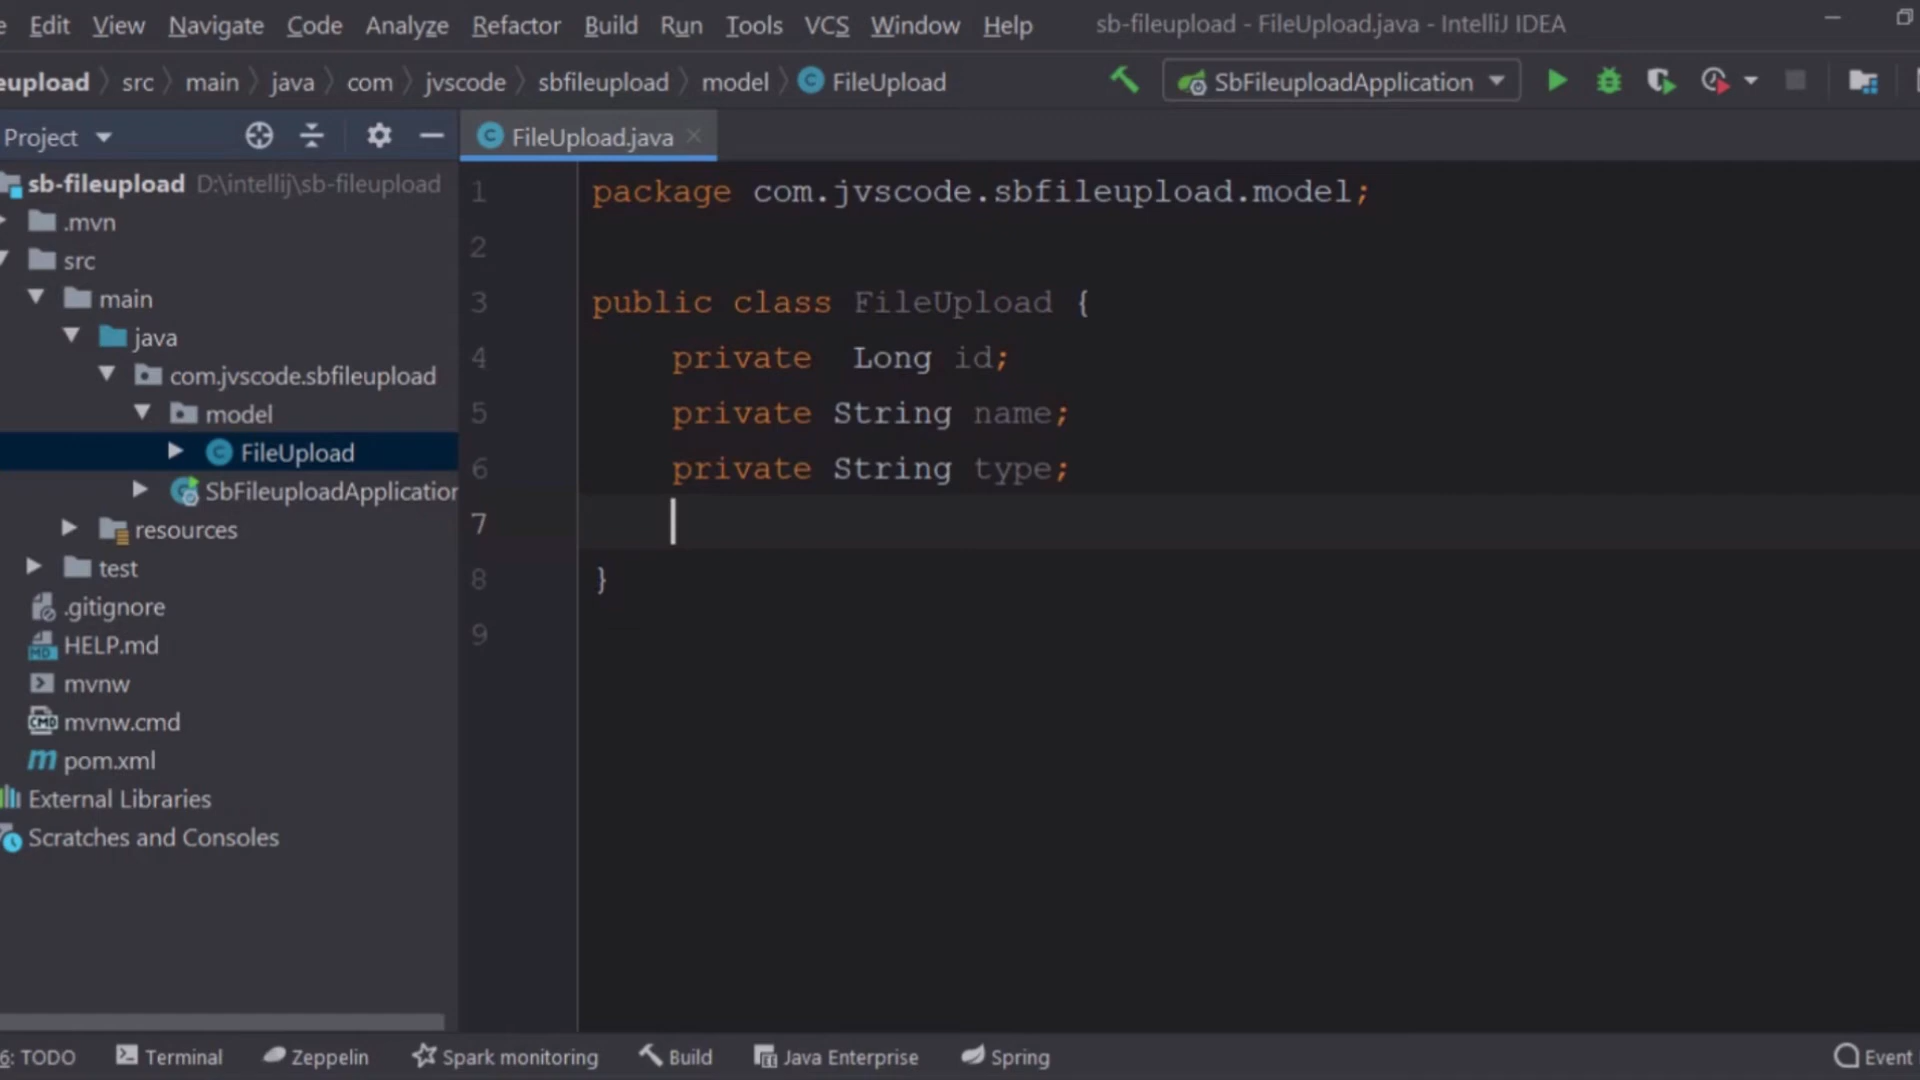 Edit View Navigate Code Analyze Refactor Build Run Tools VCS Window Help sb-fileupload - FileUpload.java - IntelliJ IDEA
eupload src main java com jvscode sbfileupload model FileUpload SbFileuploadApplication
Project FileUpload.java
sb-fileupload D:\intellij\sb-fileupload
.mvn
src
main
java
com.jvscode.sbfileupload
model
FileUpload
SbFileuploadApplication
resources
test
.gitignore
HELP.md
mvnw
mvnw.cmd
pom.xml
External Libraries
Scratches and Consoles
1 package com.jvscode.sbfileupload.model;
2
3 public class FileUpload {
4 private  Long id;
5 private String name;
6 private String type;
7
8 }
9
6: TODO Terminal Zeppelin Spark monitoring Build Java Enterprise Spring Event